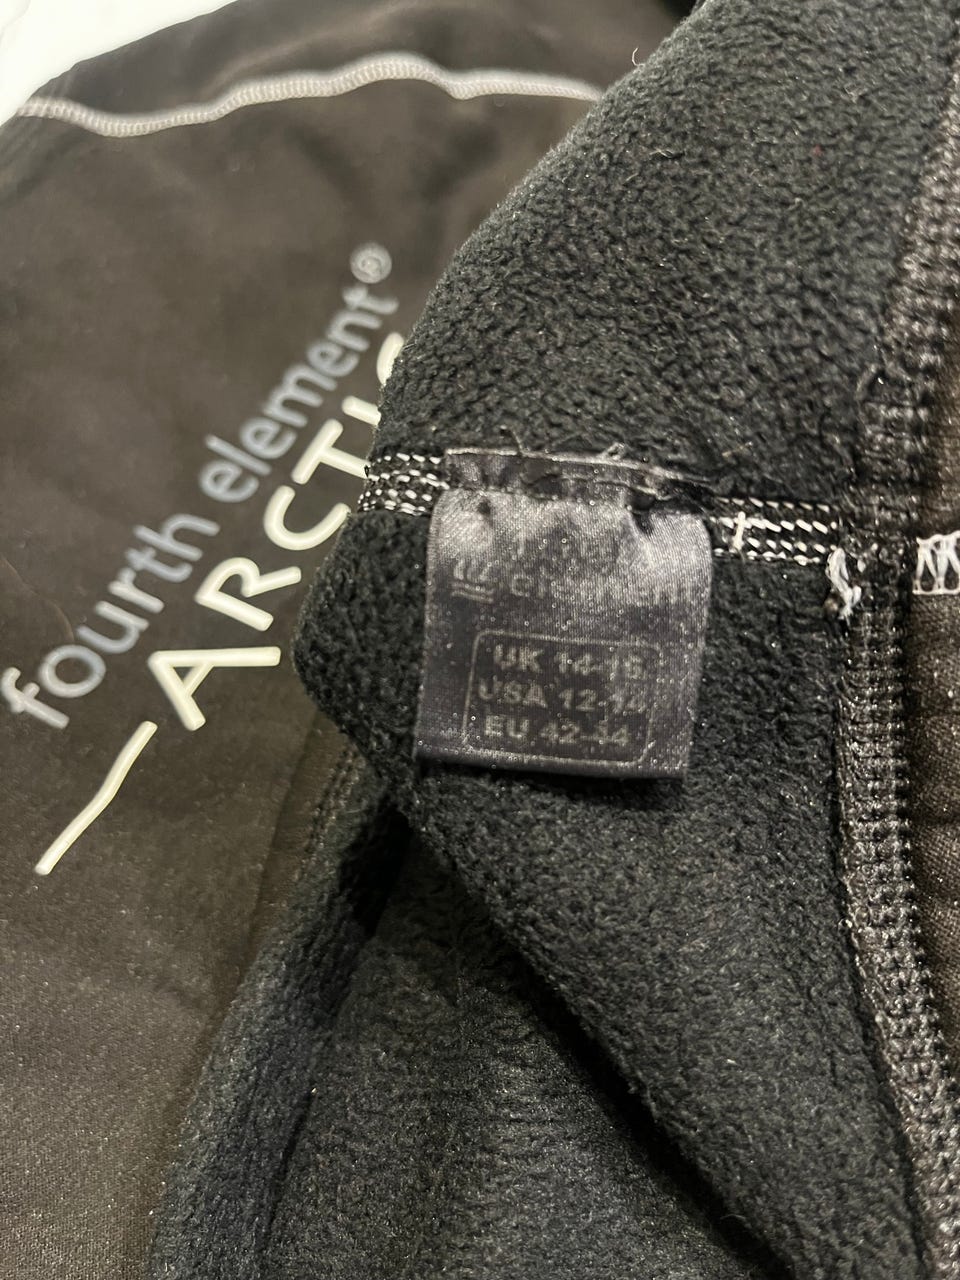 fourth element®
ARCTIC
UK 14-16
USA 12-14
EU 42-44